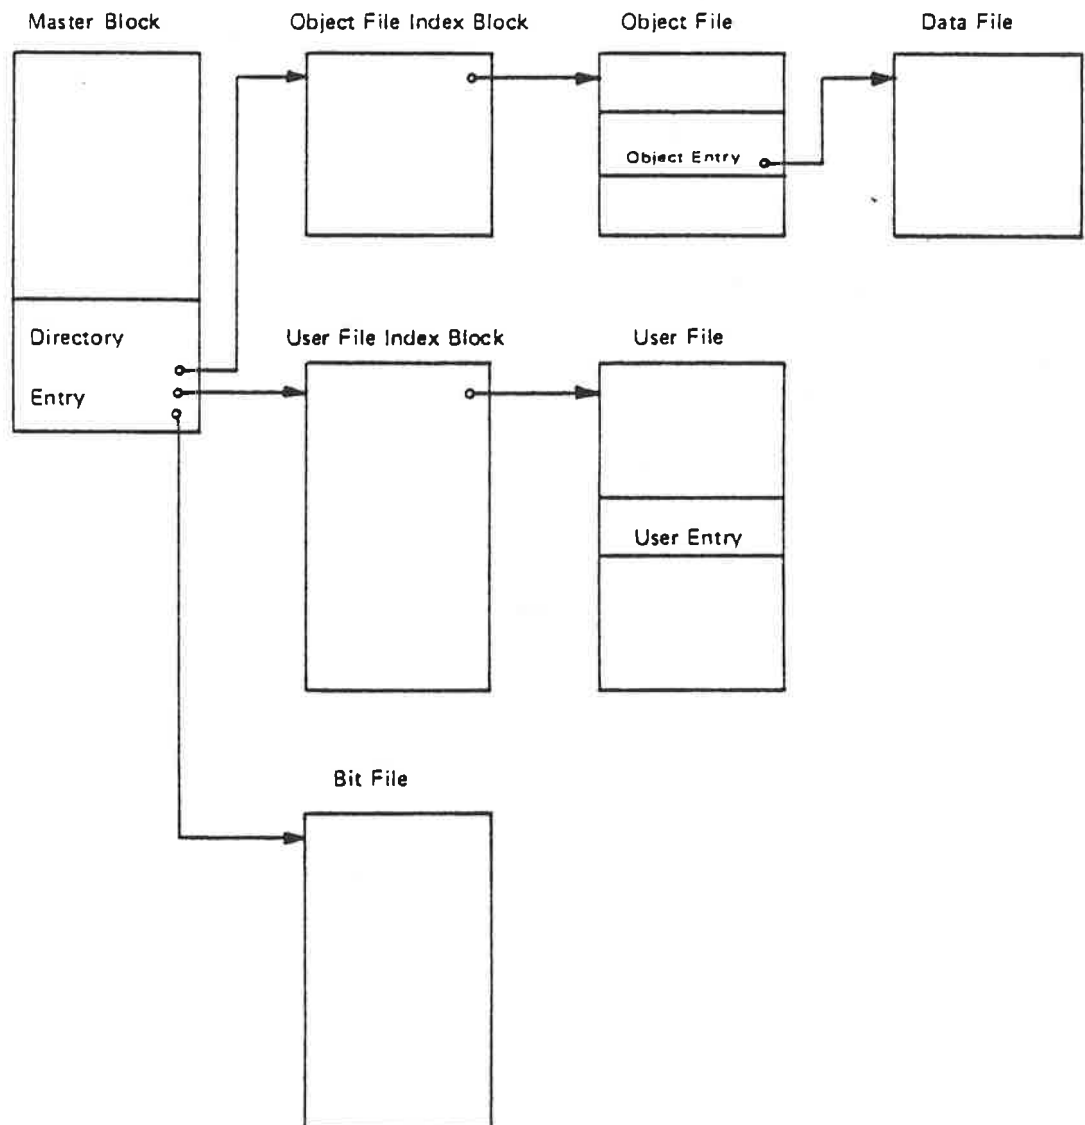 Master Block
Object File Index Block
Object File
Data File
Object Entry
Directory
Entry
User File Index Block
User File
User Entry
Bit File